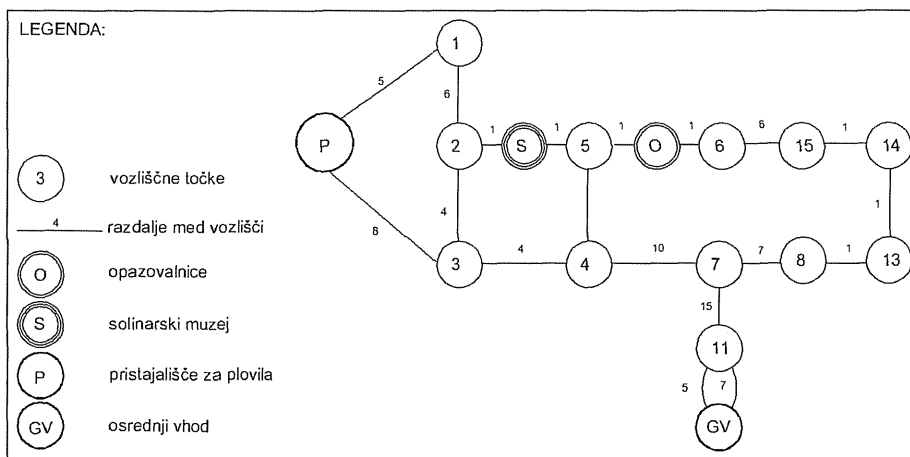 LEGENDA:
3 vozliščne točke
4 razdalje med vozlišči
O opazovalnice
S solinarski muzej
P pristajališče za plovila
GV osrednji vhod
1
5
6
P
2
1
S
1
5
1
O
1
6
6
15
1
14
8
4
1
3
4
4
10
7
7
8
1
13
15
11
5
7
GV